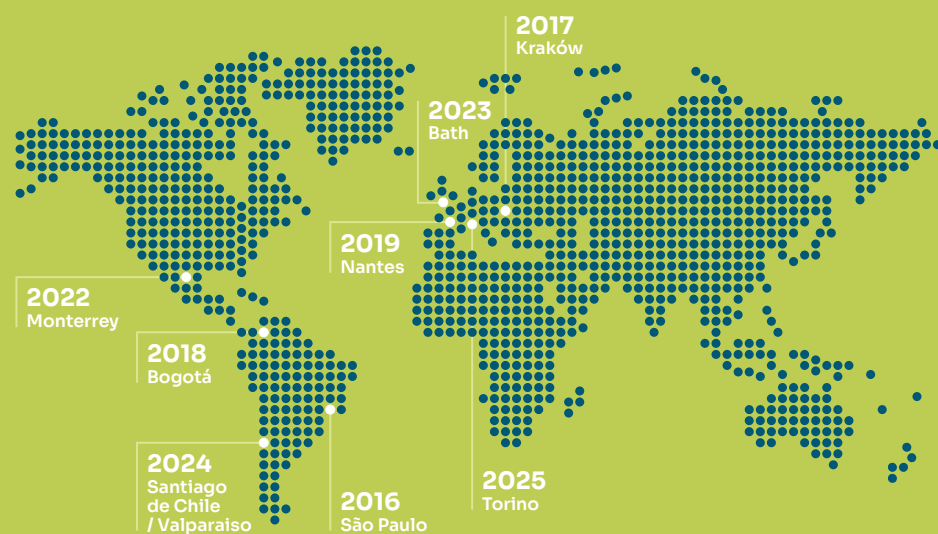 2017
Kraków
2023
Bath
2019
Nantes
2022
Monterrey
2018
Bogotá
2024
Santiago
de Chile
/ Valparaiso
2016
São Paulo
2025
Torino